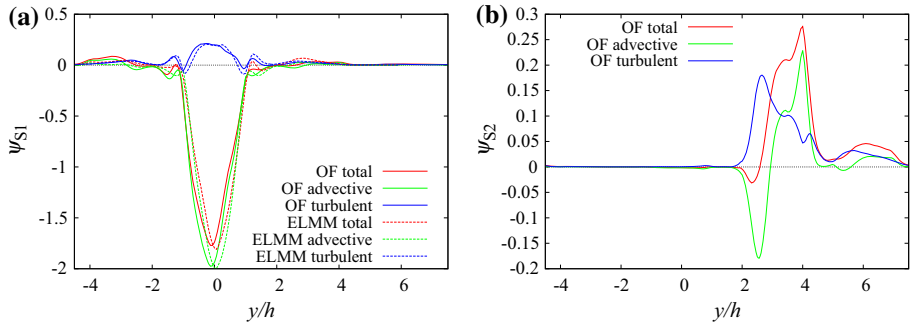 (a)
0.5
0
-0.5
-1
-1.5
-2
ψS1
OF total
OF advective
OF turbulent
ELMM total
ELMM advective
ELMM turbulent
-4 -2 0 2 4 6
y/h
(b)
0.3
0.25
0.2
0.15
0.1
0.05
0
-0.05
-0.1
-0.15
-0.2
ψS2
OF total
OF advective
OF turbulent
-4 -2 0 2 4 6
y/h